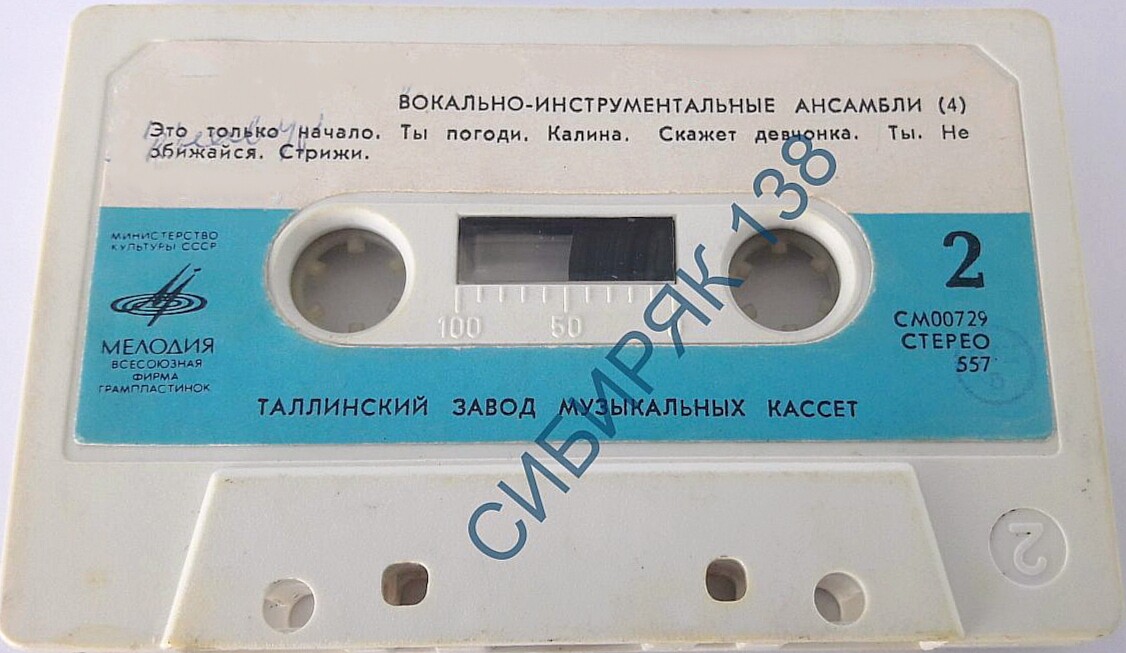 ВОКАЛЬНО-ИНСТРУМЕНТАЛЬНЫЕ АНСАМБЛИ (4)
Это только начало. Ты погоди. Калина. Скажет девчонка. Ты. Не
обижайся. Стрижи.
МИНИСТЕРСТВО
КУЛЬТУРЫ СССР
МЕЛОДИЯ
ВСЕСОЮЗНАЯ
ФИРМА
ГРАМПЛАСТИНОК
100 50
2
СМ00729
СТЕРЕО
557
ТАЛЛИНСКИЙ ЗАВОД МУЗЫКАЛЬНЫХ КАССЕТ
СИБИРЯК 138
2